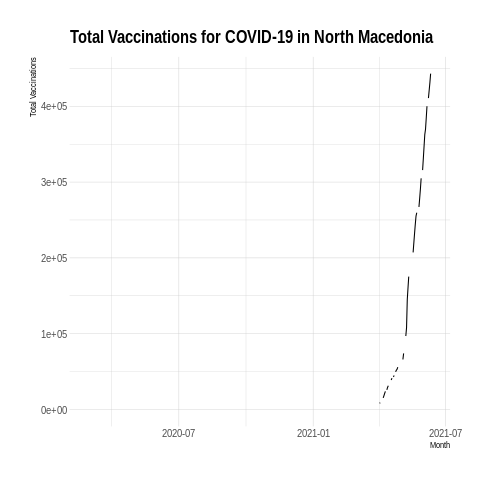 Total Vaccinations for COVID-19 in North Macedonia
Total Vaccinations
4e+05
3e+05
2e+05
1e+05
0e+00
2020-07
2021-01
2021-07
Month